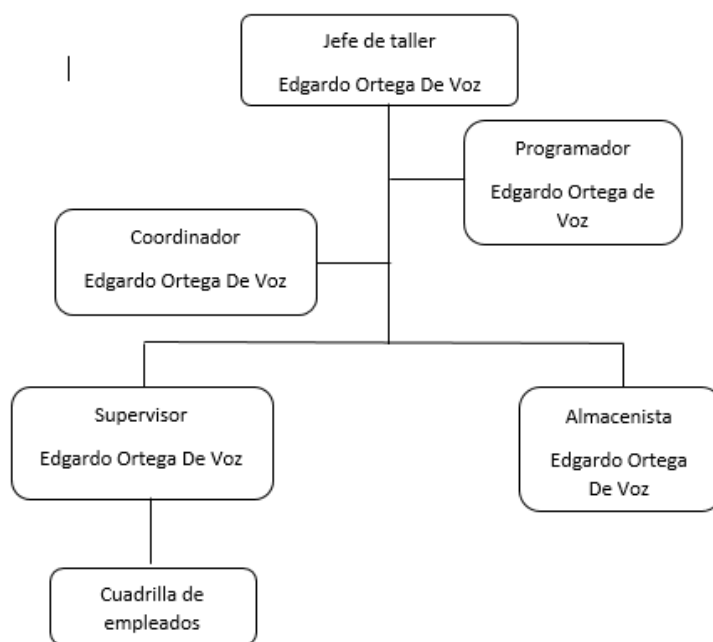 Jefe de taller
Edgardo Ortega De Voz
Programador
Edgardo Ortega de
Voz
Coordinador
Edgardo Ortega De Voz
Supervisor
Edgardo Ortega De Voz
Almacenista
Edgardo Ortega
De Voz
Cuadrilla de
empleados